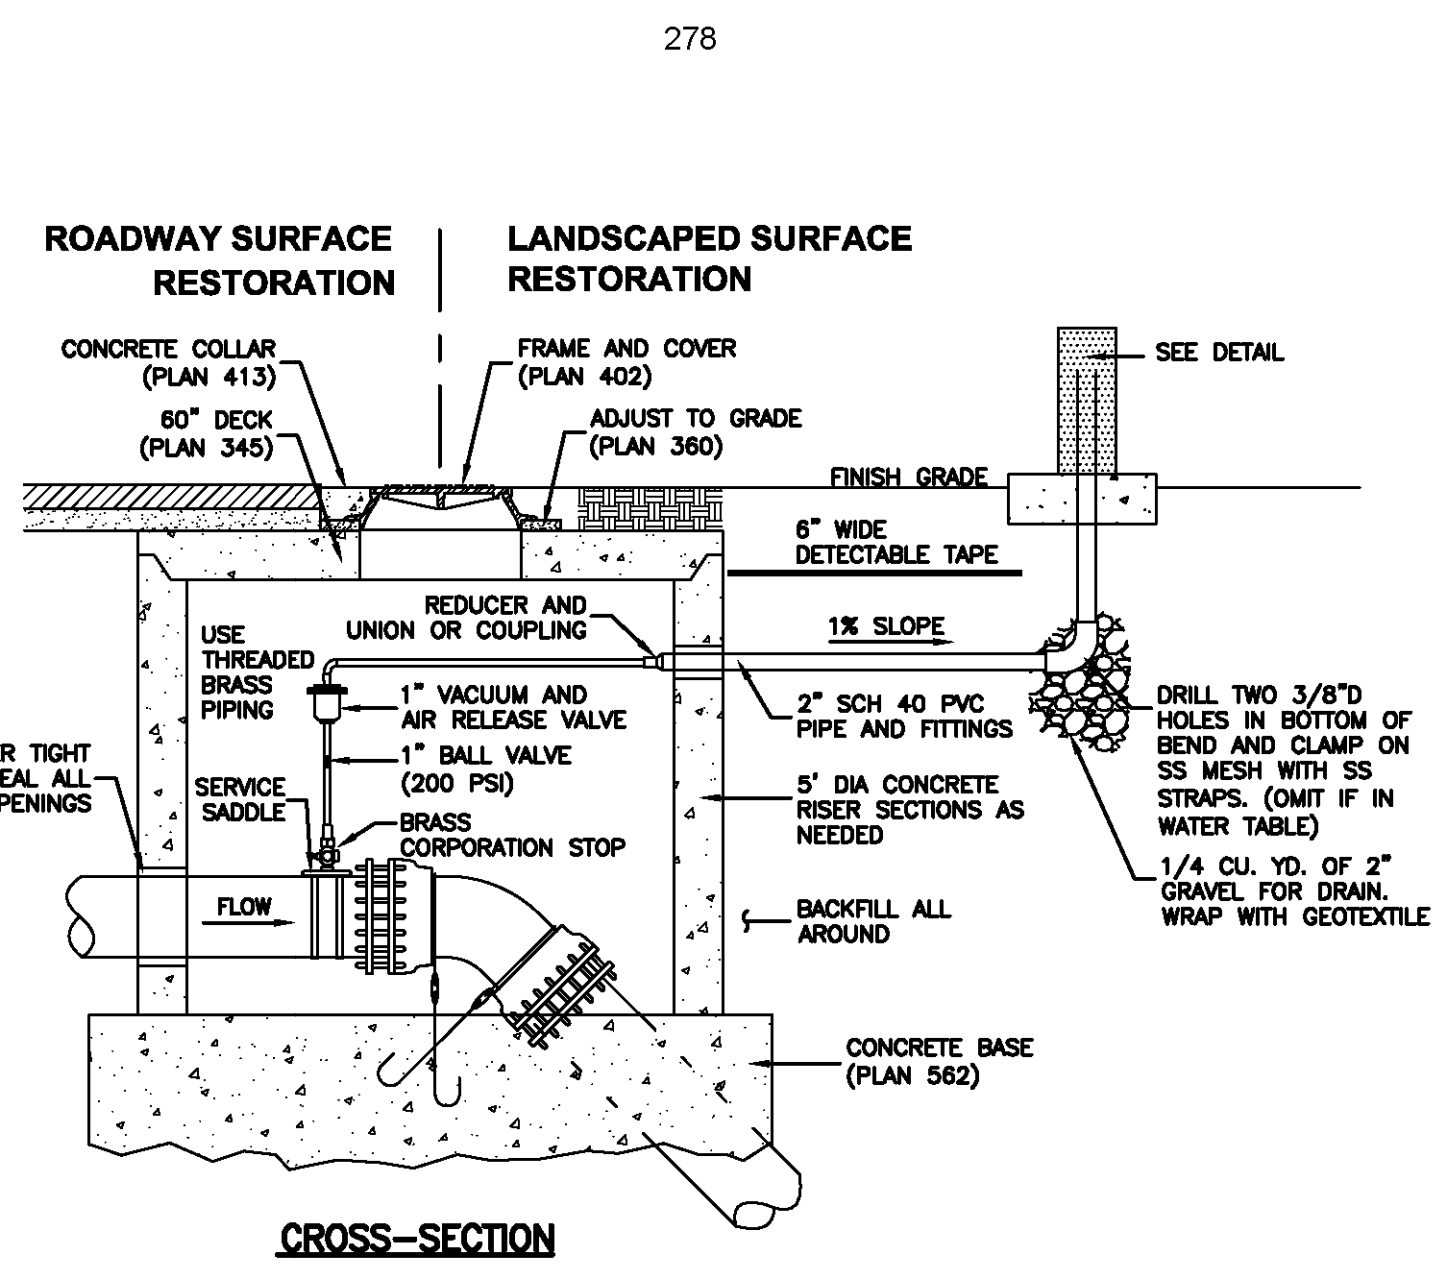 278
ROADWAY SURFACE
RESTORATION
LANDSCAPED SURFACE
RESTORATION
CONCRETE COLLAR
(PLAN 413)
60" DECK
(PLAN 345)
FRAME AND COVER
(PLAN 402)
ADJUST TO GRADE
(PLAN 360)
SEE DETAIL
FINISH GRADE
6" WIDE
DETECTABLE TAPE
REDUCER AND
UNION OR COUPLING
1% SLOPE
USE
THREADED
BRASS
PIPING
1" VACUUM AND
AIR RELEASE VALVE
1" BALL VALVE
(200 PSI)
2" SCH 40 PVC
PIPE AND FITTINGS
DRILL TWO 3/8"D
HOLES IN BOTTOM OF
BEND AND CLAMP ON
SS MESH WITH SS
STRAPS. (OMIT IF IN
WATER TABLE)
TIGHT
ALL
SERVICE
SADDLE
BRASS
CORPORATION STOP
5' DIA CONCRETE
RISER SECTIONS AS
NEEDED
1/4 CU. YD. OF 2"
GRAVEL FOR DRAIN.
WRAP WITH GEOTEXTILE
FLOW
BACKFILL ALL
AROUND
CONCRETE BASE
(PLAN 562)
CROSS-SECTION